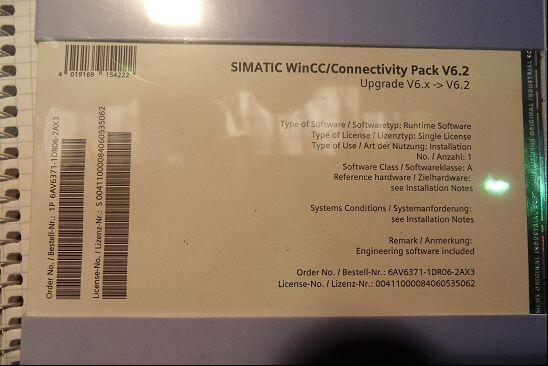 4 019169 154222
SIMATIC WinCC/Connectivity Pack V6.2
Upgrade V6.x -> V6.2
Type of Software / Softwaretyp: Runtime Software
Type of License / Lizenztyp: Single License
Type of Use / Art der Nutzung: Installation
No. / Anzahl: 1
Software Class / Softwareklasse: A
Reference hardware / Zielhardware:
see Installation Notes
Systems Conditions / Systemanforderung:
see Installation Notes
Remark / Anmerkung:
Engineering software included
Order No. / Bestell-Nr.: 6AV6371-1DR06-2AX3
License-No. / Lizenz-Nr.: 00411000084060535062
Order No. / Bestell-Nr.: 1P 6AV6371-1DR06-2AX3
License-No. / Lizenz-Nr.: S 00411000084060535062
ORIGINAL INDUSTRIAL